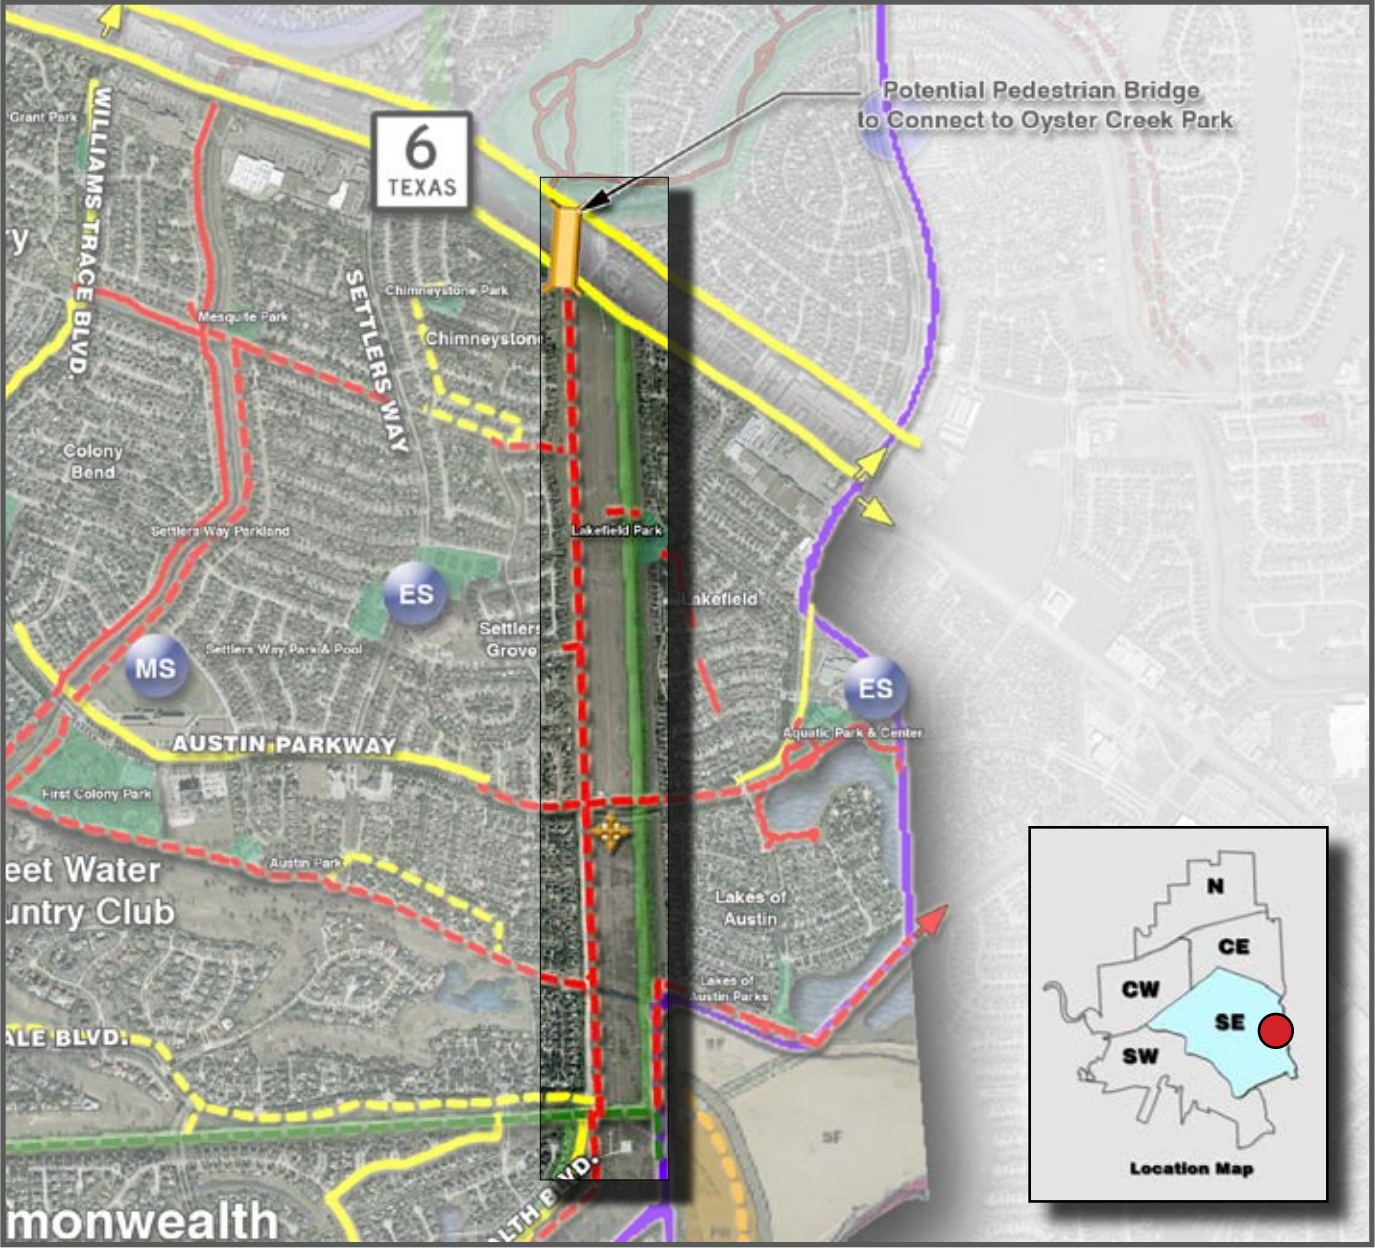 Potential Pedestrian Bridge
to Connect to Oyster Creek Park
Grant Park
WILLIAMS TRACE BLVD.
6
TEXAS
ry
SETTLERS WAY
Chimneystone Park
Mesquite Park
Chimneystone
Colony
Bend
Settlers Way Parkland
Lakefield Park
ES
Lakefield
Settlers
Grove
Settlers Way Park & Pool
MS
ES
Aquatic Park & Center
AUSTIN PARKWAY
First Colony Park
Austin Park
eet Water
untry Club
Lakes of
Austin
Lakes of
Austin Parks
ALE BLVD.
SF
SF
ALTH BLVD.
monwealth
N
CE
CW
SE
SW
Location Map